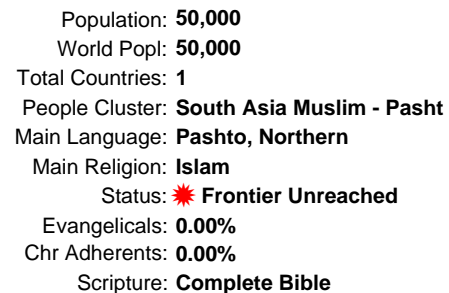 Population: 50,000
World Popl: 50,000
Total Countries: 1
People Cluster: South Asia Muslim - Pasht
Main Language: Pashto, Northern
Main Religion: Islam
Status: Frontier Unreached
Evangelicals: 0.00%
Chr Adherents: 0.00%
Scripture: Complete Bible